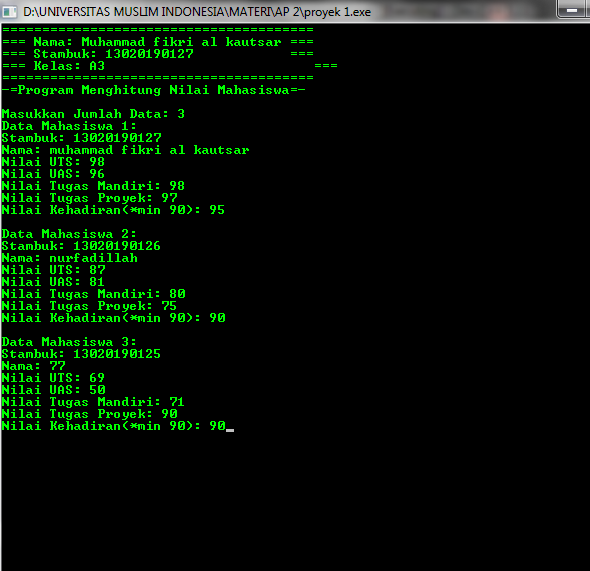 D:\UNIVERSITAS MUSLIM INDONESIA\MATERI\AP 2\proyek 1.exe
=======================================
=== Nama: Muhammad fikri al kautsar ===
=== Stambuk: 13020190127            ===
=== Kelas: A3                          ===
=======================================
-=Program Menghitung Nilai Mahasiswa=-
Masukkan Jumlah Data: 3
Data Mahasiswa 1:
Stambuk: 13020190127
Nama: muhammad fikri al kautsar
Nilai UTS: 98
Nilai UAS: 96
Nilai Tugas Mandiri: 98
Nilai Tugas Proyek: 97
Nilai Kehadiran(*min 90): 95
Data Mahasiswa 2:
Stambuk: 13020190126
Nama: nurfadillah
Nilai UTS: 87
Nilai UAS: 81
Nilai Tugas Mandiri: 80
Nilai Tugas Proyek: 75
Nilai Kehadiran(*min 90): 90
Data Mahasiswa 3:
Stambuk: 13020190125
Nama: 77
Nilai UTS: 69
Nilai UAS: 50
Nilai Tugas Mandiri: 71
Nilai Tugas Proyek: 90
Nilai Kehadiran(*min 90): 90_